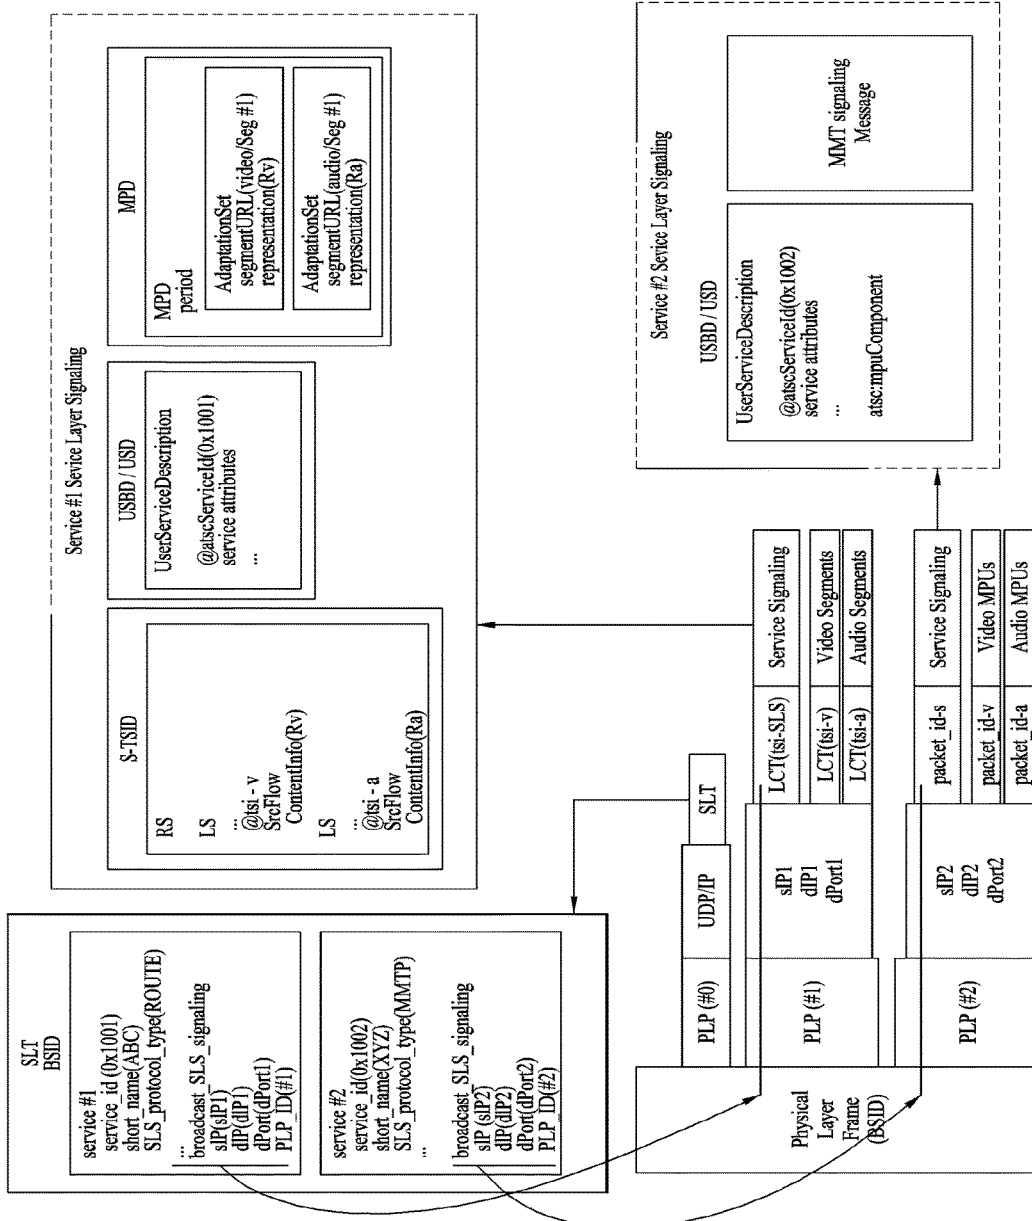 SLT
BSID
service #1
service_id (0x1001)
short_name(ABC)
SLS_protocol_type(ROUTE)
...
broadcast_SLS_signaling
sIP(sIP1)
dIP(dIP1)
dPort(dPort1)
PLP_ID(#1)
service #2
service_id(0x1002)
short_name(XYZ)
SLS_protocol_type(MMTP)
...
broadcast_SLS_signaling
sIP (sIP2)
dIP(dIP2)
dPort(dPort2)
PLP_ID(#2)
Service #1 Sevice Layer Signaling
S-TSID
RS
LS
...
@tsi - v
SrcFlow
ContentInfo(Rv)
LS
...
@tsi - a
SrcFlow
ContentInfo(Ra)
USBD / USD
UserServiceDescription
@atscServiceId(0x1001)
service attributes
...
MPD
MPD
period
AdaptationSet
segmentURL(video/Seg #1)
representation(Rv)
AdaptationSet
segmentURL(audio/Seg #1)
representation(Ra)
Physical
Layer
Frame
(BSID)
PLP (#0)
UDP/IP
SLT
PLP (#1)
sIP1
dIP1
dPort1
LCT(tsi-SLS)
Service Signaling
LCT(tsi-v)
Video Segments
LCT(tsi-a)
Audio Segments
PLP (#2)
sIP2
dIP2
dPort2
packet_id-s
Service Signaling
packet_id-v
Video MPUs
packet_id-a
Audio MPUs
Service #2 Sevice Layer Signaling
USBD / USD
UserServiceDescription
@atscServiceId(0x1002)
service attributes
...
atsc:mpuComponent
MMT signaling
Message